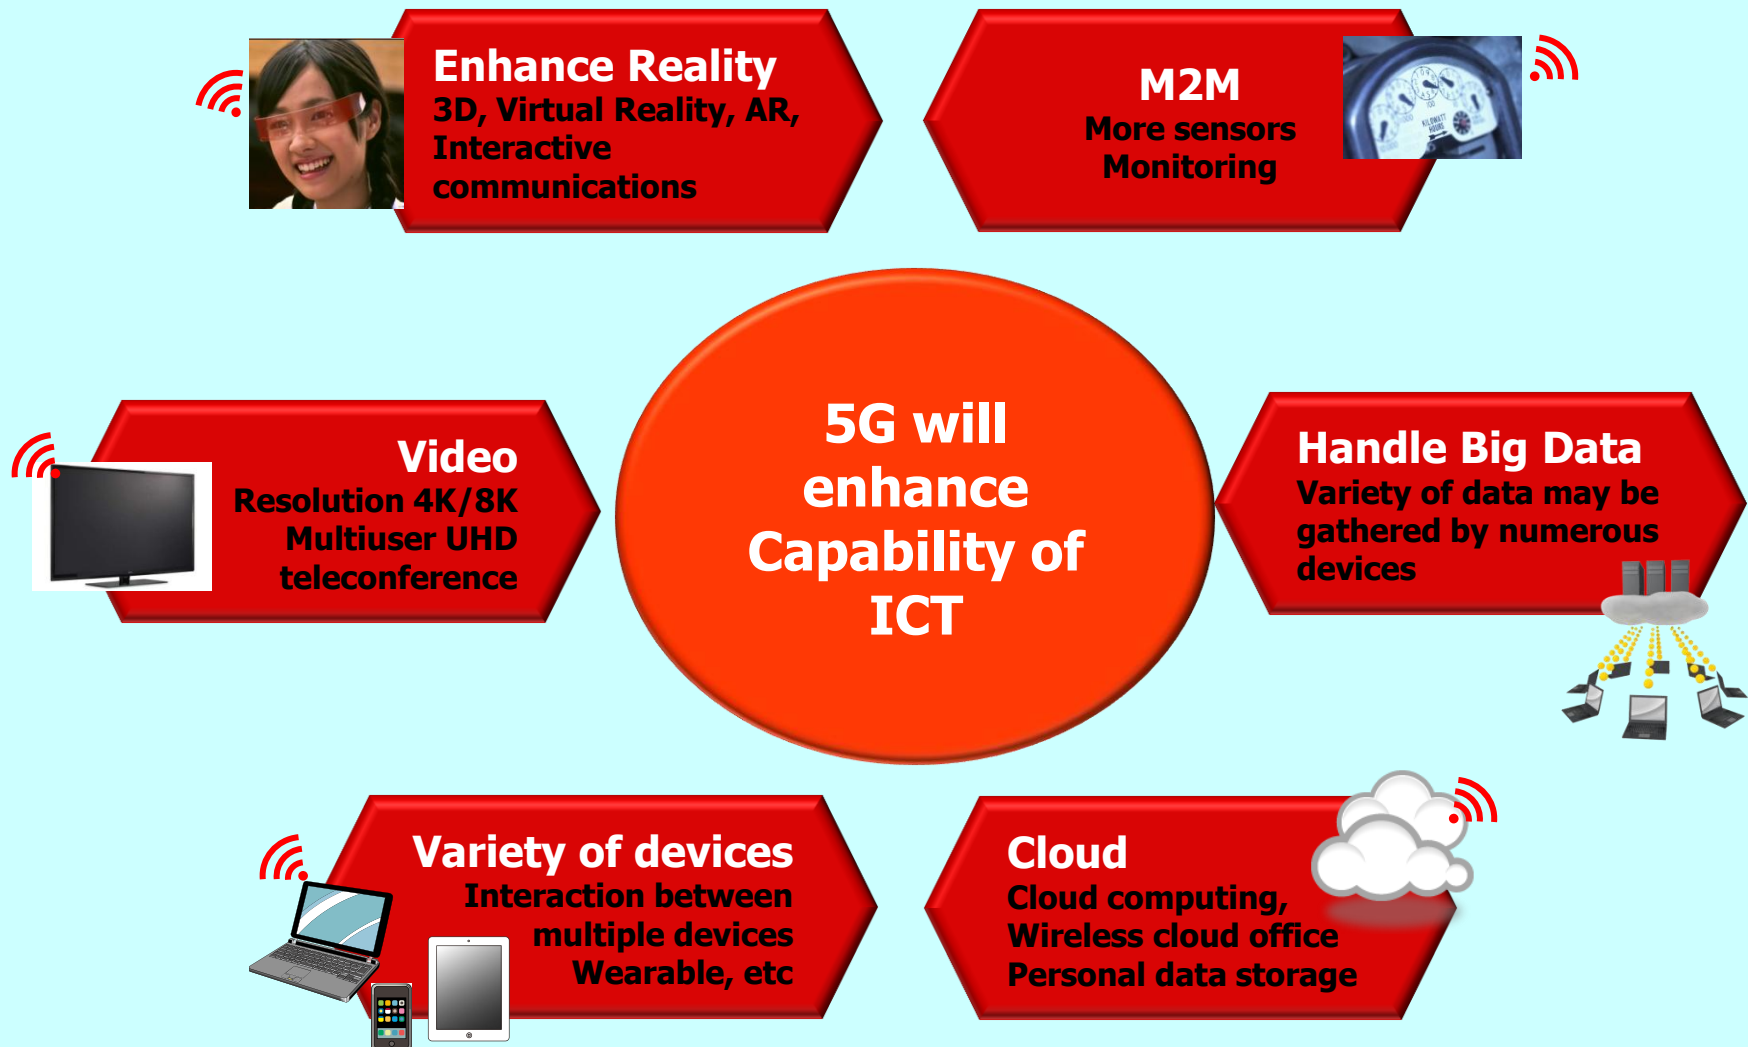 Enhance Reality
3D, Virtual Reality, AR,
Interactive
communications
M2M
More sensors
Monitoring
KILOWATT
HOURS
Video
Resolution 4K/8K
Multiuser UHD
teleconference
5G will
enhance
Capability of
ICT
Handle Big Data
Variety of data may be
gathered by numerous
devices
Variety of devices
Interaction between
multiple devices
Wearable, etc
Cloud
Cloud computing,
Wireless cloud office
Personal data storage